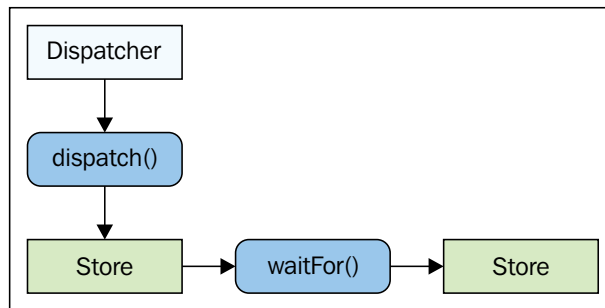 Dispatcher
dispatch()
Store
waitFor()
Store